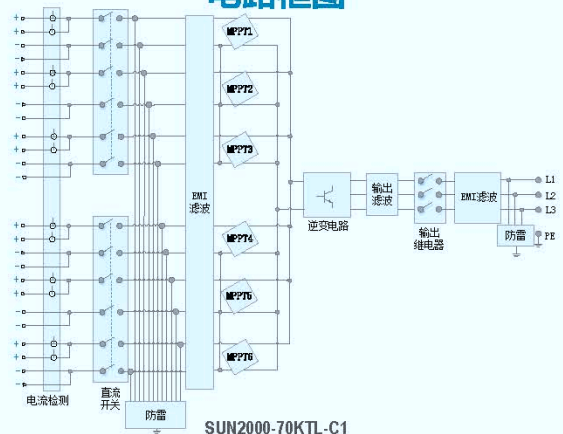 电路框图
MPPT1
MPPT2
MPPT3
EMI
滤波
MPPT4
MPPT5
MPPT6
逆变电路
输出
滤波
输出
继电器
EMI滤波
L1
L2
L3
防雷
PE
电流检测
直流
开关
防雷
SUN2000-70KTL-C1